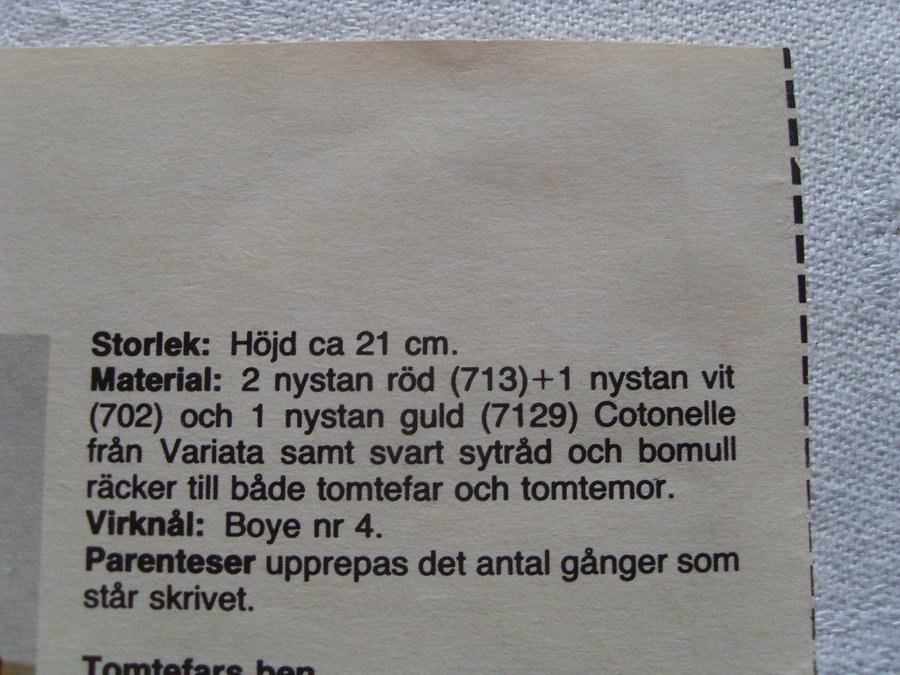 Storlek: Höjd ca 21 cm.
Material: 2 nystan röd (713)+1 nystan vit
(702) och 1 nystan guld (7129) Cotonelle
från Variata samt svart sytråd och bomull
räcker till både tomtefar och tomtemor.
Virknål: Boye nr 4.
Parenteser upprepas det antal gånger som
står skrivet.
Tomtefars ben